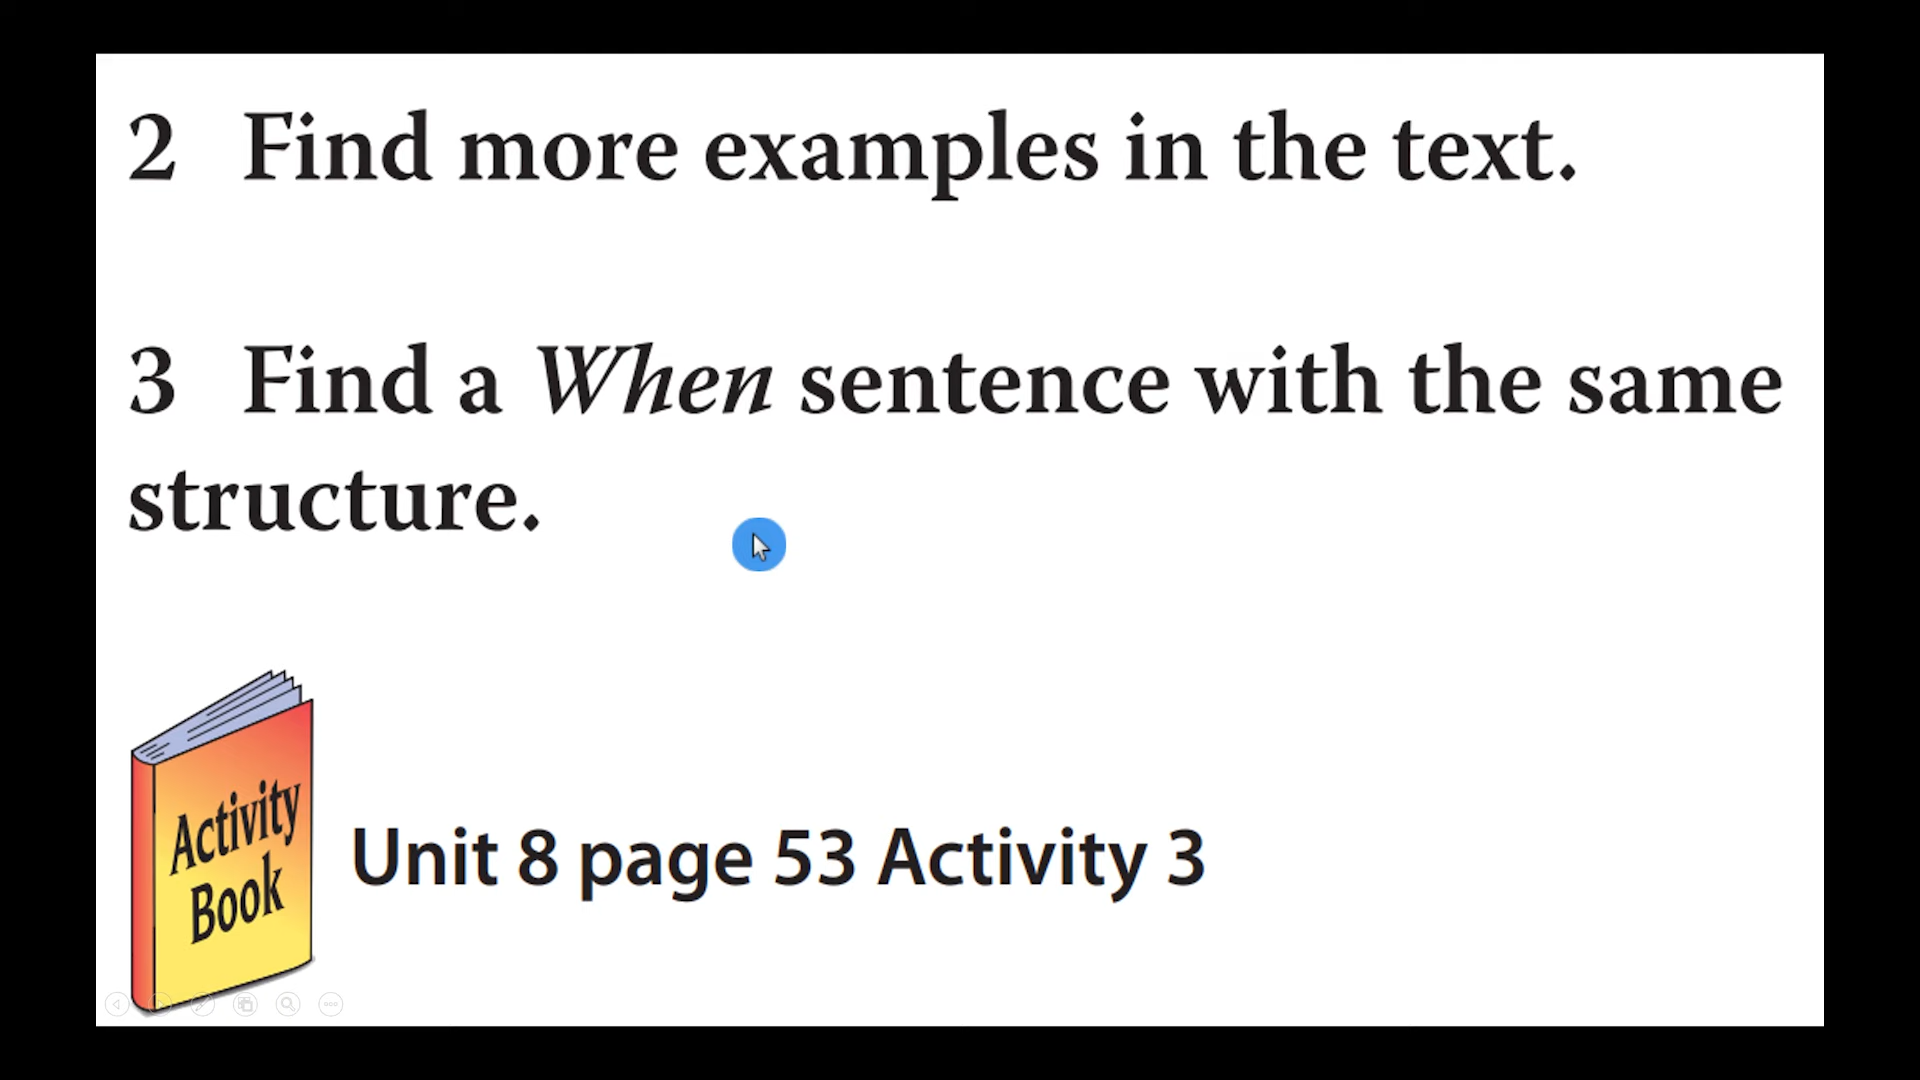 2 Find more examples in the text.
3 Find a When sentence with the same
structure.
Activity
Book
Unit 8 page 53 Activity 3